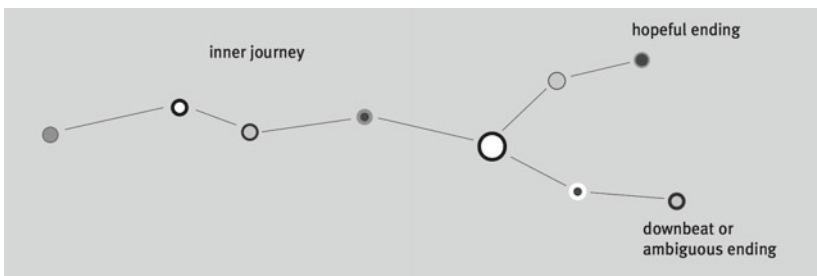 hopeful ending
inner journey
downbeat or
ambiguous ending